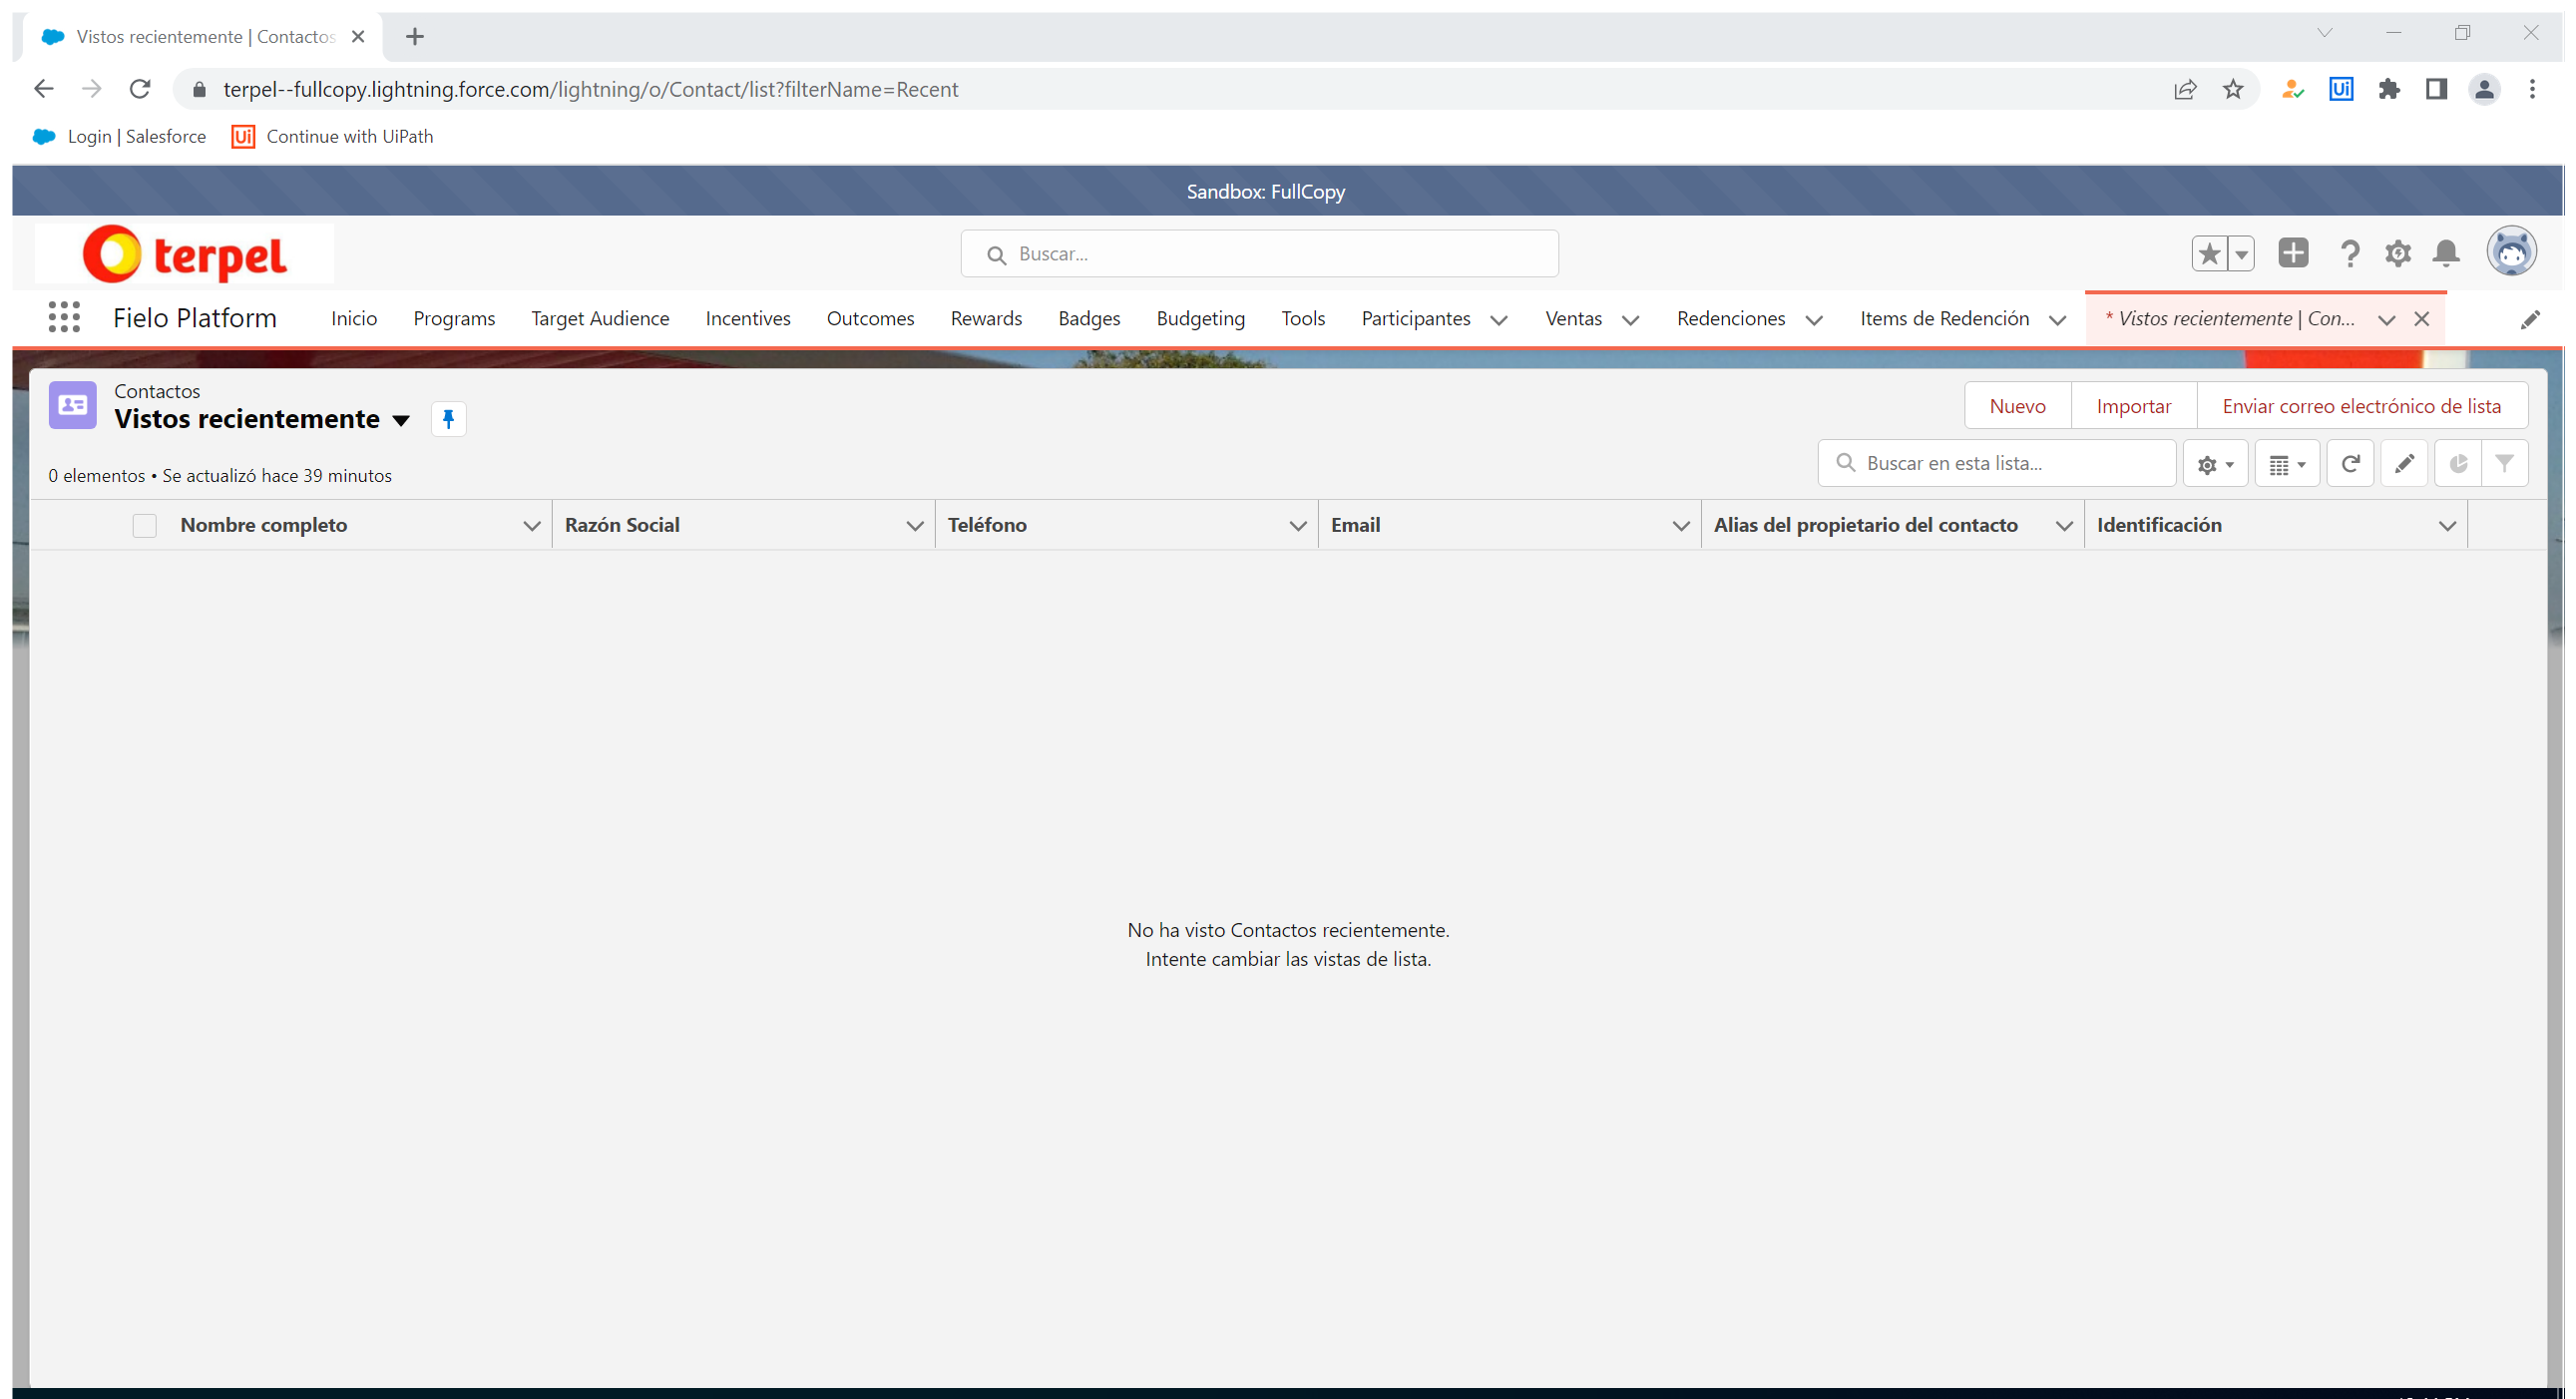 Vistos recientemente | Contactos
terpel--fullcopy.lightning.force.com/lightning/o/Contact/list?filterName=Recent
Login | Salesforce
Ui Continue with UiPath
Sandbox: FullCopy
terpel
Buscar...
Fielo Platform
Inicio
Programs
Target Audience
Incentives
Outcomes
Rewards
Badges
Budgeting
Tools
Participantes
Ventas
Redenciones
Items de Redención
* Vistos recientemente | Con...
Contactos
Vistos recientemente
Nuevo
Importar
Enviar correo electrónico de lista
0 elementos • Se actualizó hace 39 minutos
Buscar en esta lista...
Nombre completo
Razón Social
Teléfono
Email
Alias del propietario del contacto
Identificación
No ha visto Contactos recientemente.
Intente cambiar las vistas de lista.